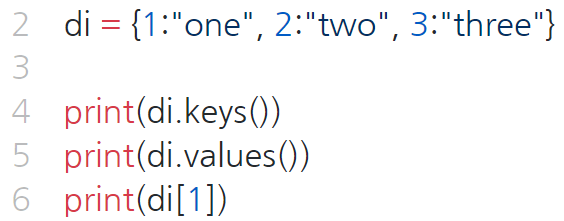 2 di = {1:"one", 2:"two", 3:"three"}
3
4 print(di.keys())
5 print(di.values())
6 print(di[1])